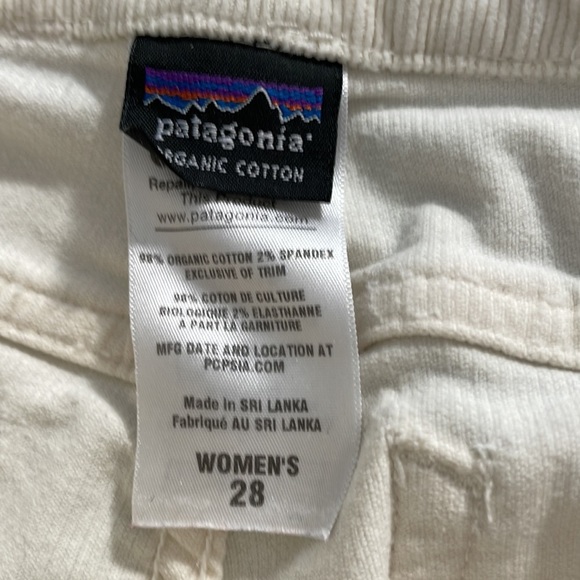 patagonia®
ORGANIC COTTON
This Product
www.patagonia.com
98% ORGANIC COTTON 2% SPANDEX
EXCLUSIVE OF TRIM
98% COTON DE CULTURE
BIOLOGIQUE 2% ELASTHANNE
A PART LA GARNITURE
MFG DATE AND LOCATION AT
PCPSIA.COM
Made in SRI LANKA
Fabriqué AU SRI LANKA
WOMEN'S
28